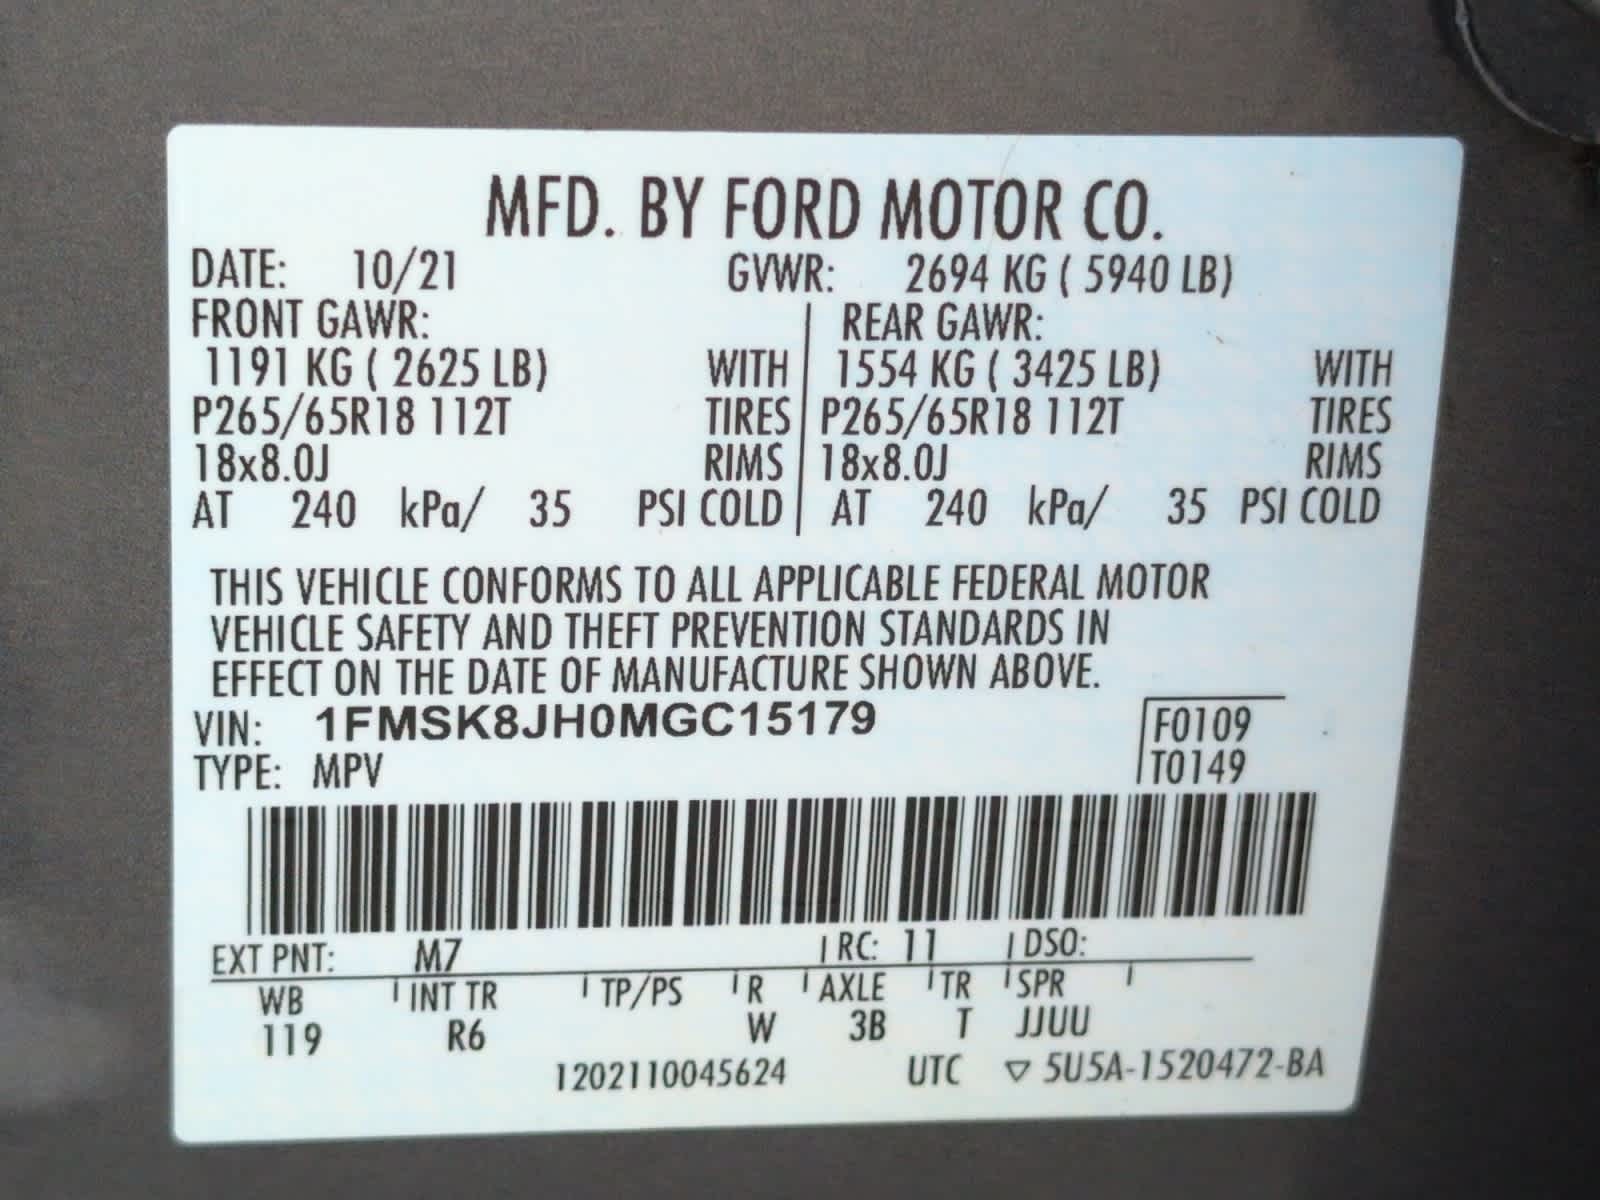 MFD. BY FORD MOTOR CO.
DATE: 10/21 GVWR: 2694 KG ( 5940 LB)
FRONT GAWR: REAR GAWR:
1191 KG ( 2625 LB) WITH 1554 KG ( 3425 LB) WITH
P265/65R18 112T TIRES P265/65R18 112T TIRES
18x8.0J RIMS 18x8.0J RIMS
AT 240 kPa/ 35 PSI COLD AT 240 kPa/ 35 PSI COLD
THIS VEHICLE CONFORMS TO ALL APPLICABLE FEDERAL MOTOR
VEHICLE SAFETY AND THEFT PREVENTION STANDARDS IN
EFFECT ON THE DATE OF MANUFACTURE SHOWN ABOVE.
VIN: 1FMSK8JH0MGC15179 F0109
TYPE: MPV T0149
EXT PNT: M7 RC: 11 DSO:
WB INT TR TP/PS R AXLE TR SPR
119 R6 W 3B T JJUU
1202110045624 UTC ▽ 5U5A-1520472-BA